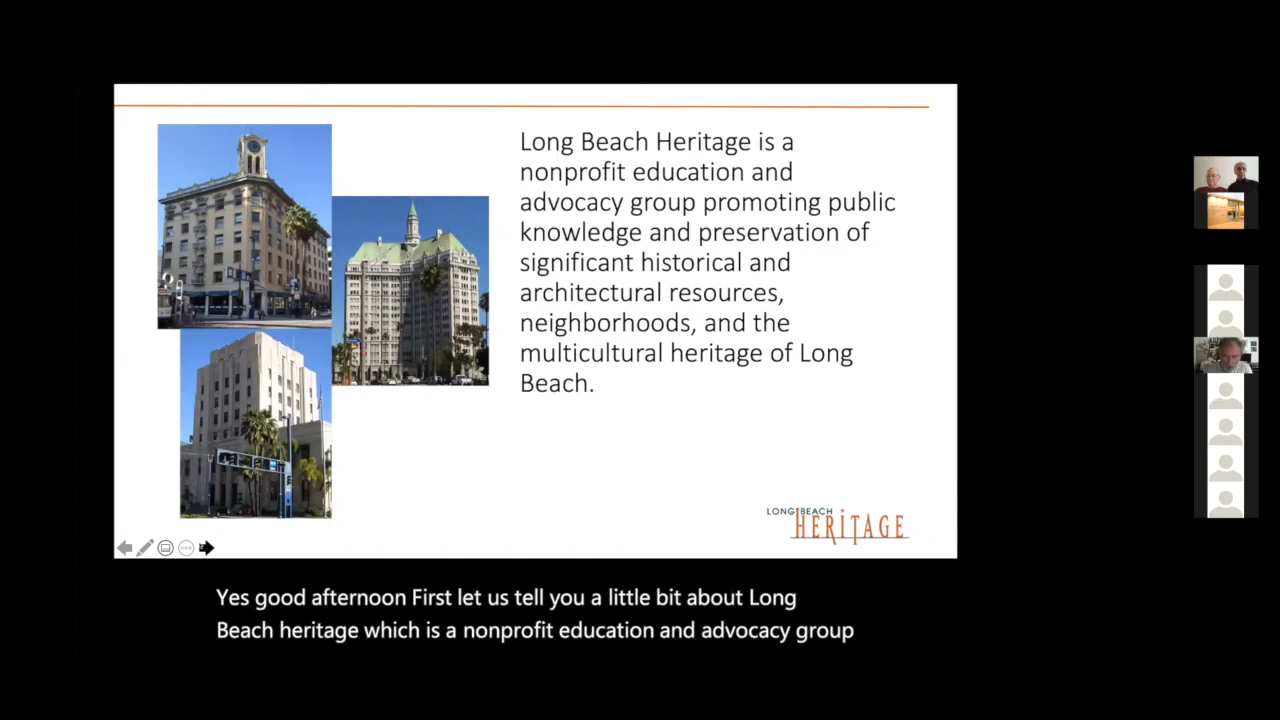 Long Beach Heritage is a
nonprofit education and
advocacy group promoting public
knowledge and preservation of
significant historical and
architectural resources,
neighborhoods, and the
multicultural heritage of Long
Beach.
LONG BEACH
HERITAGE
Yes good afternoon First let us tell you a little bit about Long
Beach heritage which is a nonprofit education and advocacy group